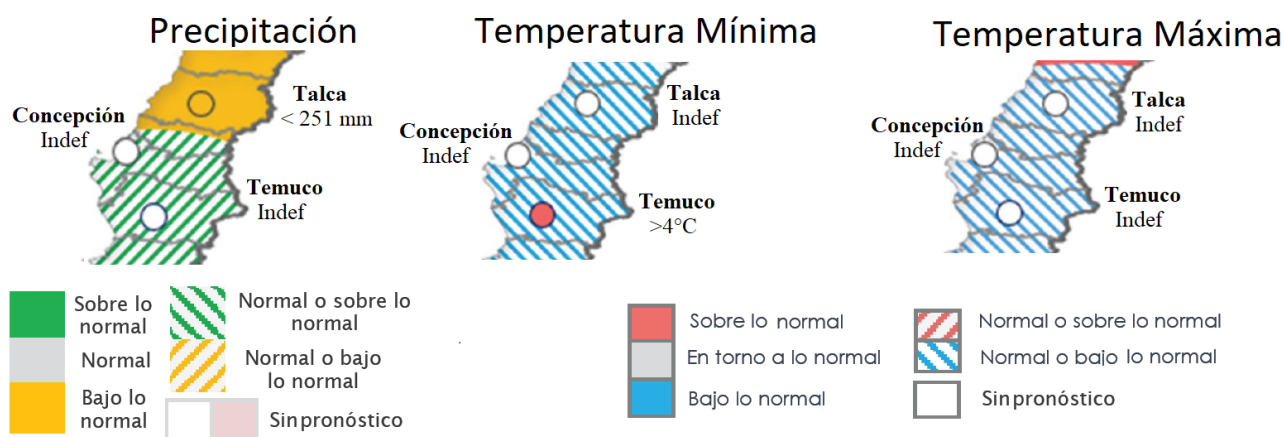 Precipitación
Talca
< 251 mm
Concepción
Indef
Temuco
Indef
Temperatura Mínima
Talca
Indef
Concepción
Indef
Temuco
>4°C
Temperatura Máxima
Talca
Indef
Concepción
Indef
Temuco
Indef
Sobre lo
normal
Normal
Bajo lo
normal
Normal o sobre lo
normal
Normal o bajo
lo normal
Sin pronóstico
Sobre lo normal
En torno a lo normal
Bajo lo normal
Normal o sobre lo normal
Normal o bajo lo normal
Sin pronóstico